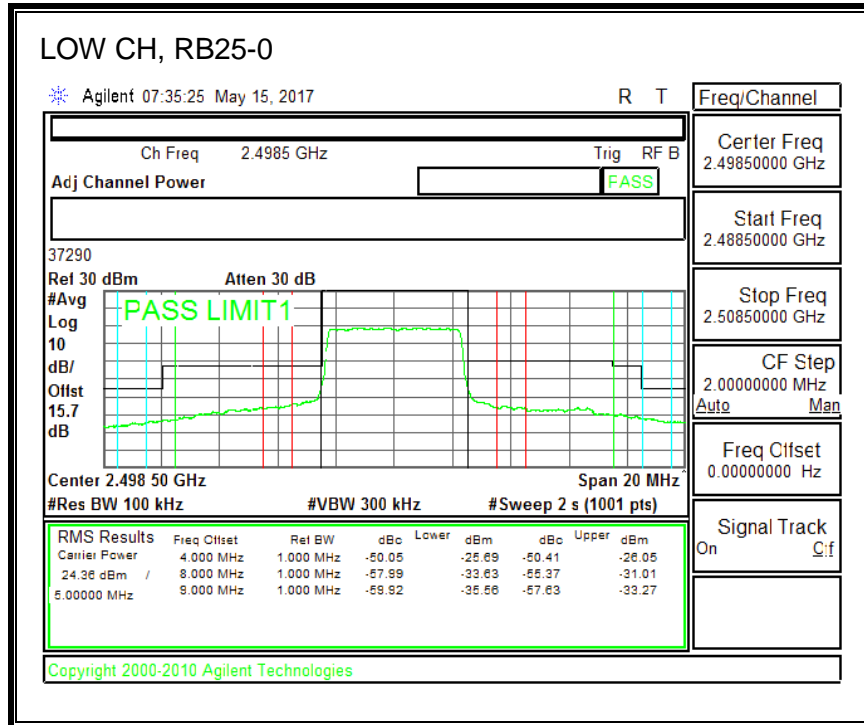 LOW CH, RB25-0
Agilent 07:35:25 May 15, 2017 R T
Freq/Channel
Ch Freq 2.4985 GHz Trig RF B
Adj Channel Power PASS
Center Freq
2.49850000 GHz
Start Freq
2.48850000 GHz
37290
Ref 30 dBm Atten 30 dB
#Avg
Log
10
dB/
Offst
15.7
dB
PASS LIMIT1
Stop Freq
2.50850000 GHz
CF Step
2.00000000 MHz
Auto Man
Freq Offset
0.00000000 Hz
Center 2.498 50 GHz Span 20 MHz
#Res BW 100 kHz #VBW 300 kHz #Sweep 2 s (1001 pts)
Signal Track
On Off
RMS Results Freq Offset Ref BW dBc Lower dBm dBc Upper dBm
Carrier Power 4.000 MHz 1.000 MHz -50.05 -25.69 -50.41 -26.05
24.36 dBm / 8.000 MHz 1.000 MHz -57.99 -33.63 -55.37 -31.01
5.00000 MHz 9.000 MHz 1.000 MHz -59.92 -35.56 -57.63 -33.27
Copyright 2000-2010 Agilent Technologies